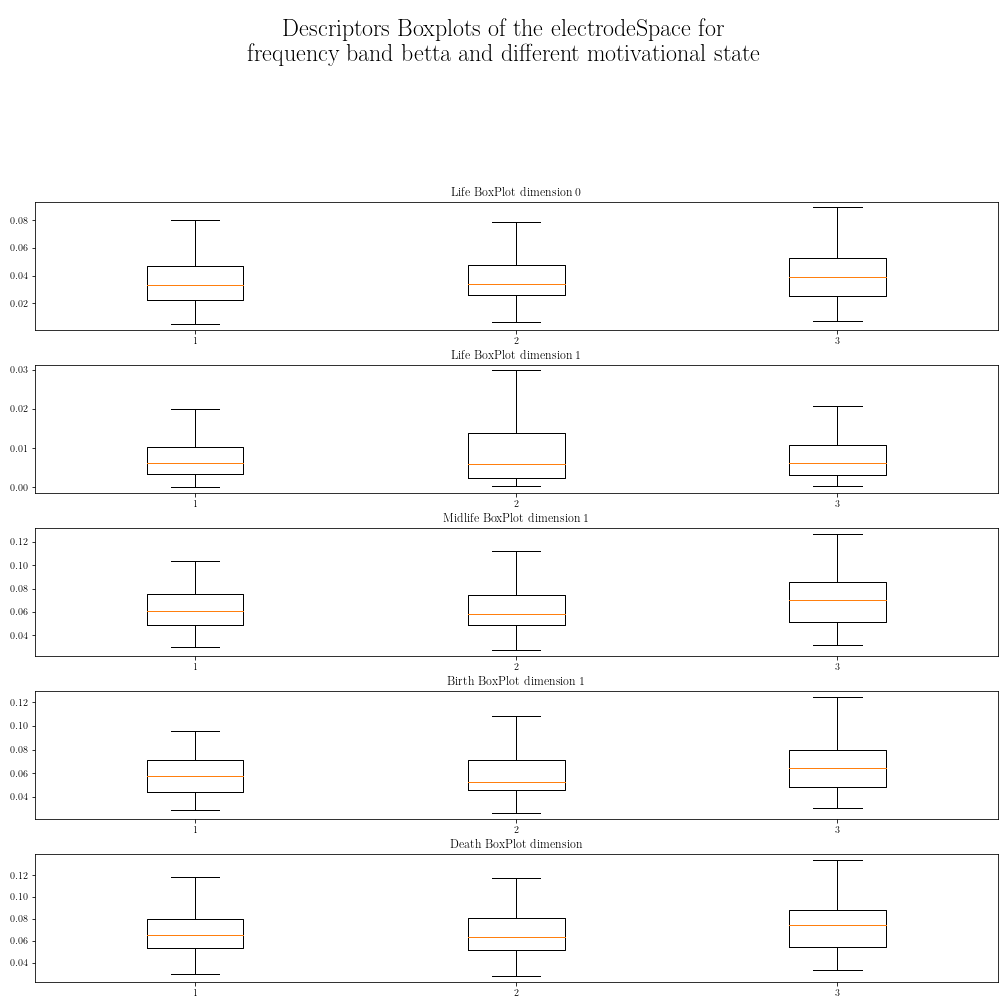 Descriptors Boxplots of the electrodeSpace for
frequency band betta and different motivational state
Life BoxPlot dimension 0
0.08
0.06
0.04
0.02
1 2 3
Life BoxPlot dimension 1
0.03
0.02
0.01
0.00
1 2 3
Midlife BoxPlot dimension 1
0.12
0.10
0.08
0.06
0.04
1 2 3
Birth BoxPlot dimension 1
0.12
0.10
0.08
0.06
0.04
1 2 3
Death BoxPlot dimension
0.12
0.10
0.08
0.06
0.04
1 2 3